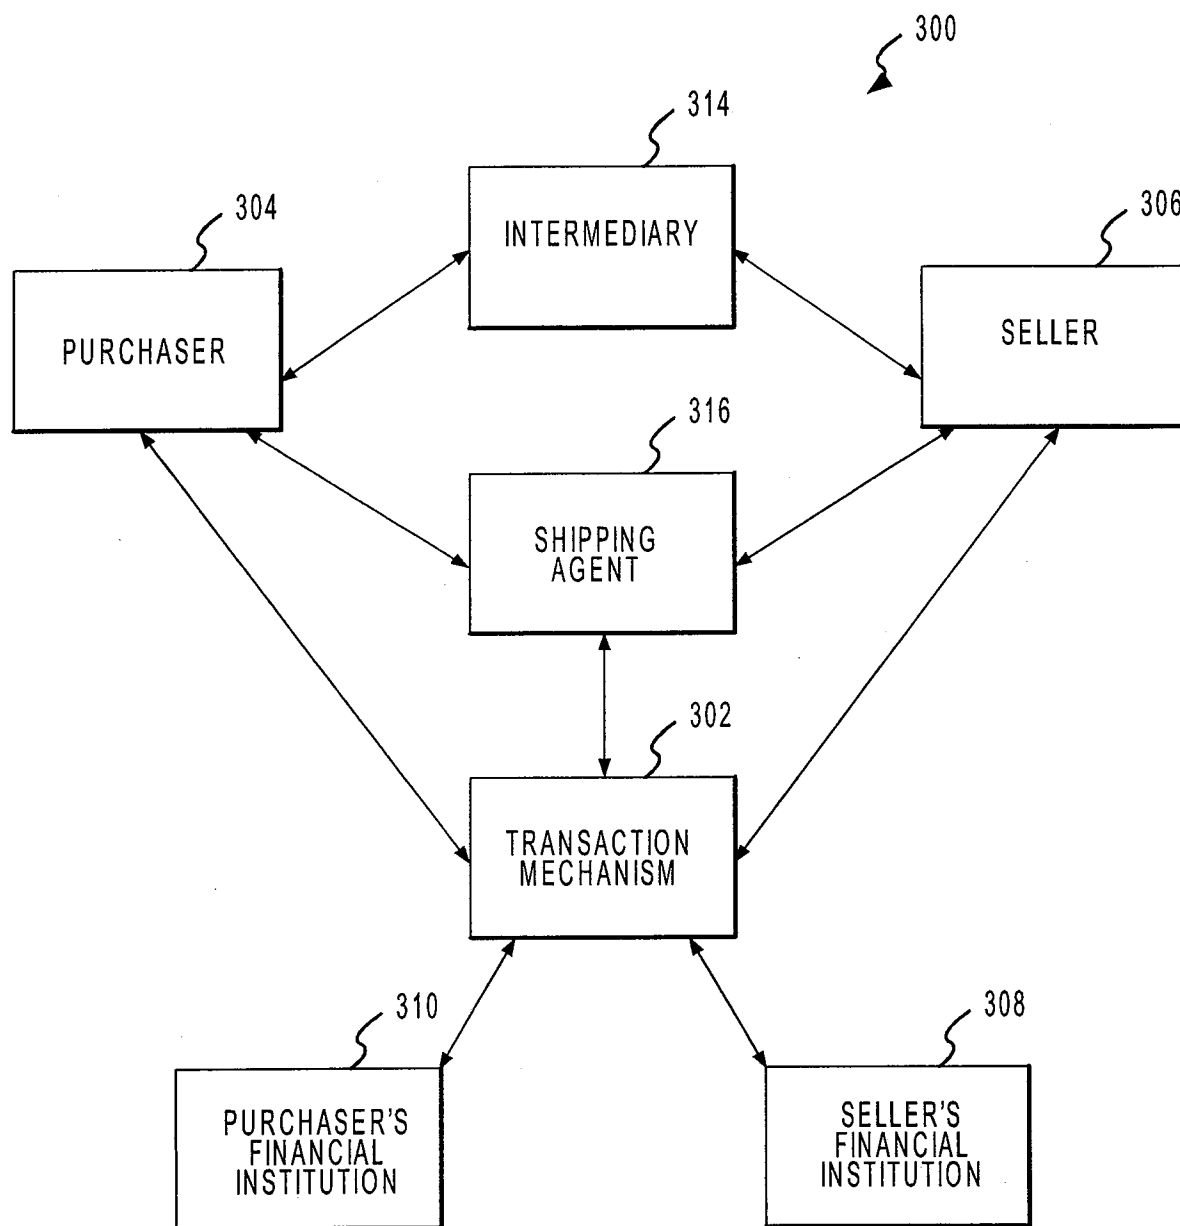 300
314
INTERMEDIARY
304
PURCHASER
306
SELLER
316
SHIPPING
AGENT
302
TRANSACTION
MECHANISM
310
PURCHASER'S
FINANCIAL
INSTITUTION
308
SELLER'S
FINANCIAL
INSTITUTION